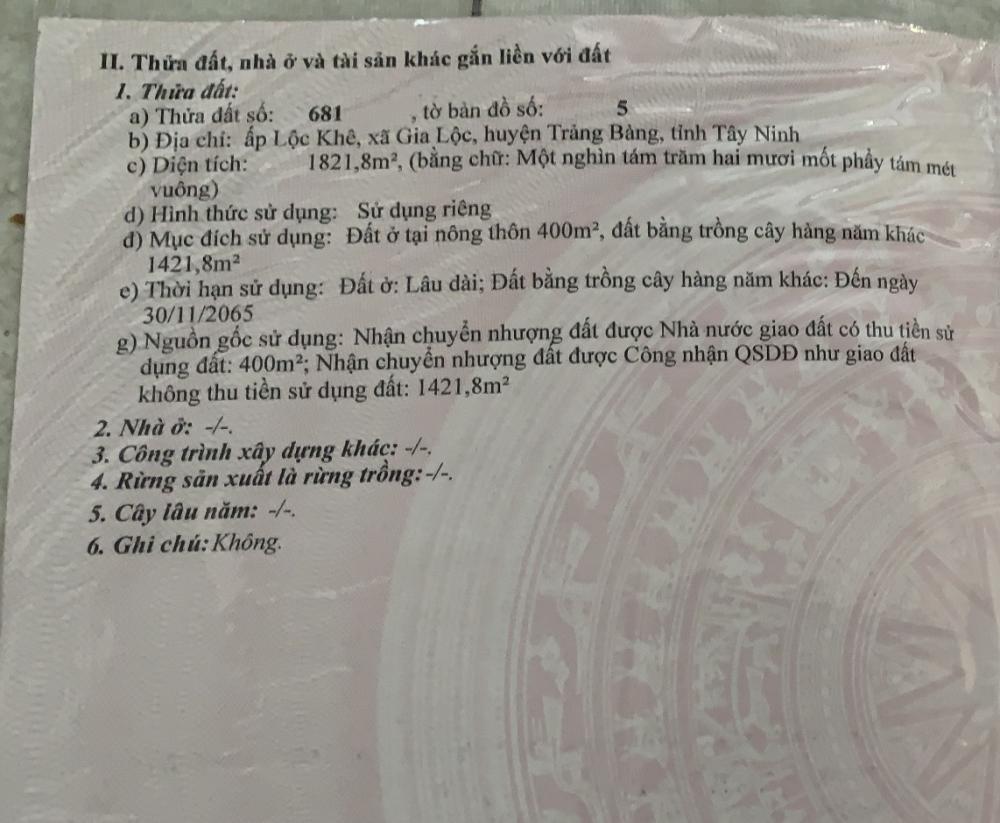 II. Thửa đất, nhà ở và tài sản khác gắn liền với đất
1. Thửa đất:
a) Thửa đất số: 681 , tờ bản đồ số: 5
b) Địa chỉ: ấp Lộc Khê, xã Gia Lộc, huyện Trảng Bàng, tỉnh Tây Ninh
c) Diện tích: 1821,8m², (bằng chữ: Một nghìn tám trăm hai mươi mốt phẩy tám mét
vuông)
d) Hình thức sử dụng: Sử dụng riêng
đ) Mục đích sử dụng: Đất ở tại nông thôn 400m², đất bằng trồng cây hàng năm khác
1421,8m²
e) Thời hạn sử dụng: Đất ở: Lâu dài; Đất bằng trồng cây hàng năm khác: Đến ngày
30/11/2065
g) Nguồn gốc sử dụng: Nhận chuyển nhượng đất được Nhà nước giao đất có thu tiền sử
dụng đất: 400m²; Nhận chuyển nhượng đất được Công nhận QSDĐ như giao đất
không thu tiền sử dụng đất: 1421,8m²
2. Nhà ở: -/-.
3. Công trình xây dựng khác: -/-.
4. Rừng sản xuất là rừng trồng: -/-.
5. Cây lâu năm: -/-.
6. Ghi chú: Không.